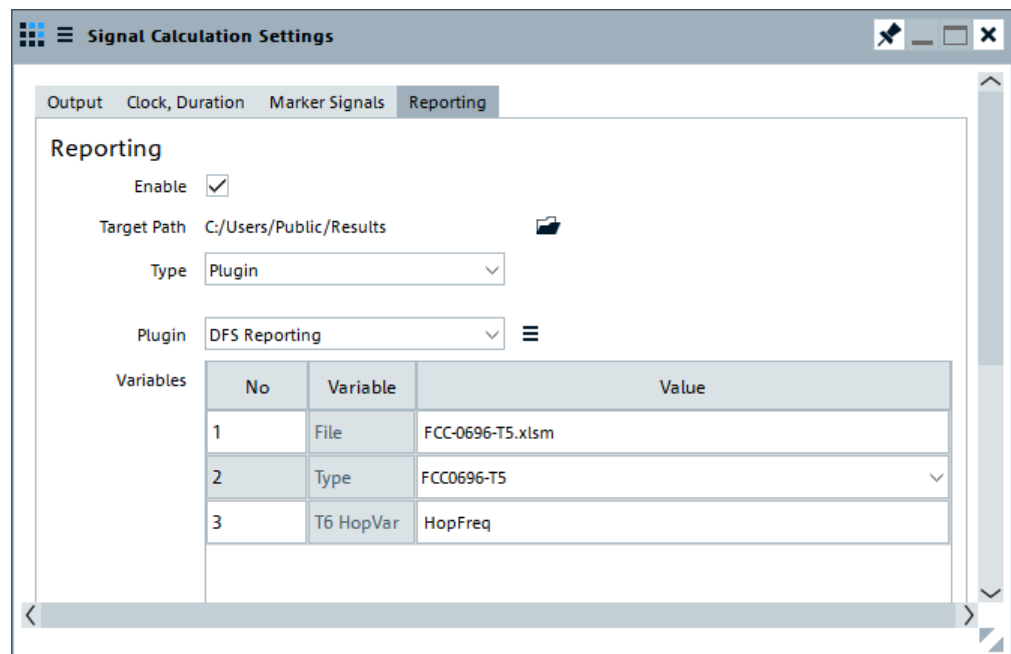 Signal Calculation Settings
Output Clock, Duration Marker Signals Reporting
Reporting
Enable
Target Path C:/Users/Public/Results
Type Plugin
Plugin DFS Reporting
Variables No Variable Value
1 File FCC-0696-T5.xlsm
2 Type FCC0696-T5
3 T6 HopVar HopFreq